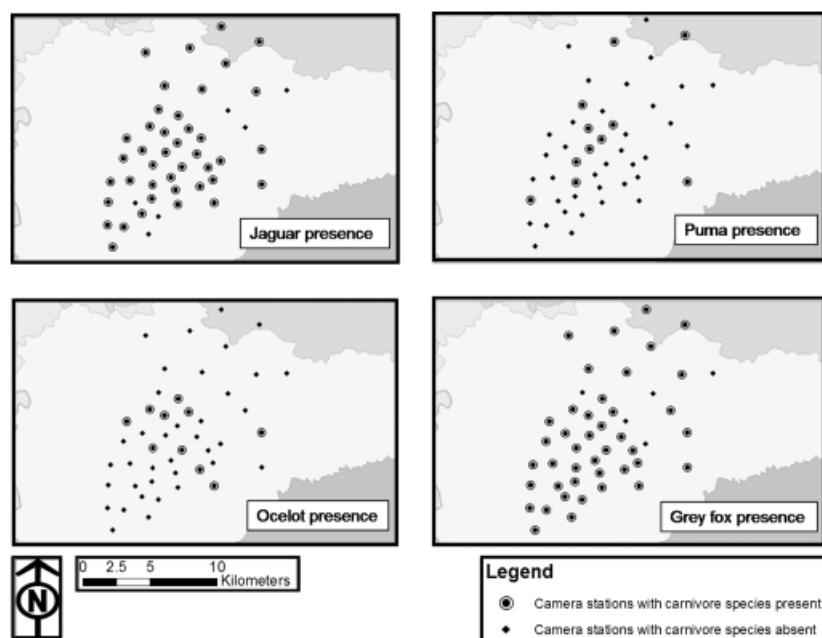 Jaguar presence
Puma presence
Ocelot presence
Grey fox presence
N
0 2.5 5 10
Kilometers
Legend
Camera stations with carnivore species present
Camera stations with carnivore species absent